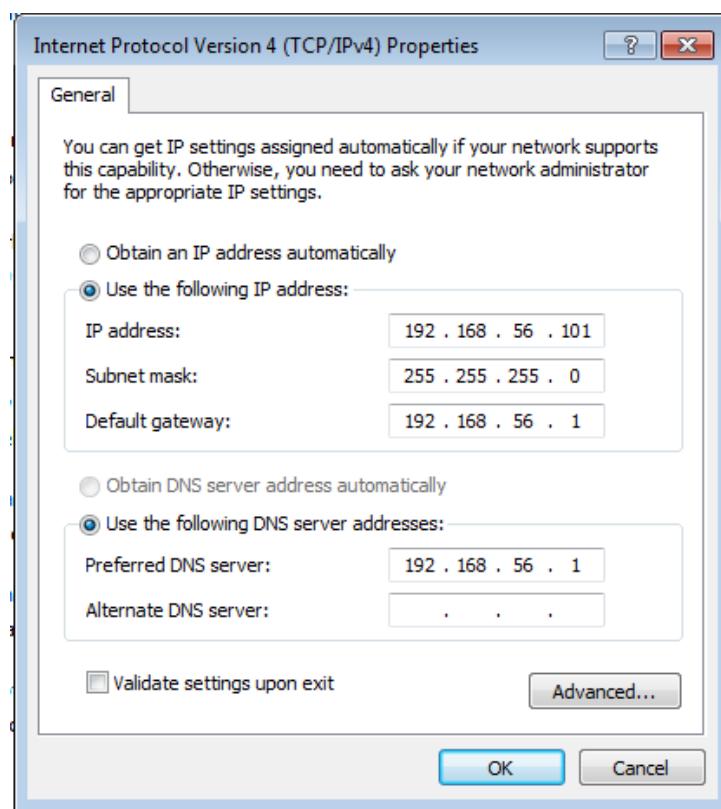 Internet Protocol Version 4 (TCP/IPv4) Properties
General
You can get IP settings assigned automatically if your network supports
this capability. Otherwise, you need to ask your network administrator
for the appropriate IP settings.
Obtain an IP address automatically
Use the following IP address:
IP address: 192 . 168 . 56 . 101
Subnet mask: 255 . 255 . 255 . 0
Default gateway: 192 . 168 . 56 . 1
Obtain DNS server address automatically
Use the following DNS server addresses:
Preferred DNS server: 192 . 168 . 56 . 1
Alternate DNS server: . . .
Validate settings upon exit
Advanced...
OK Cancel